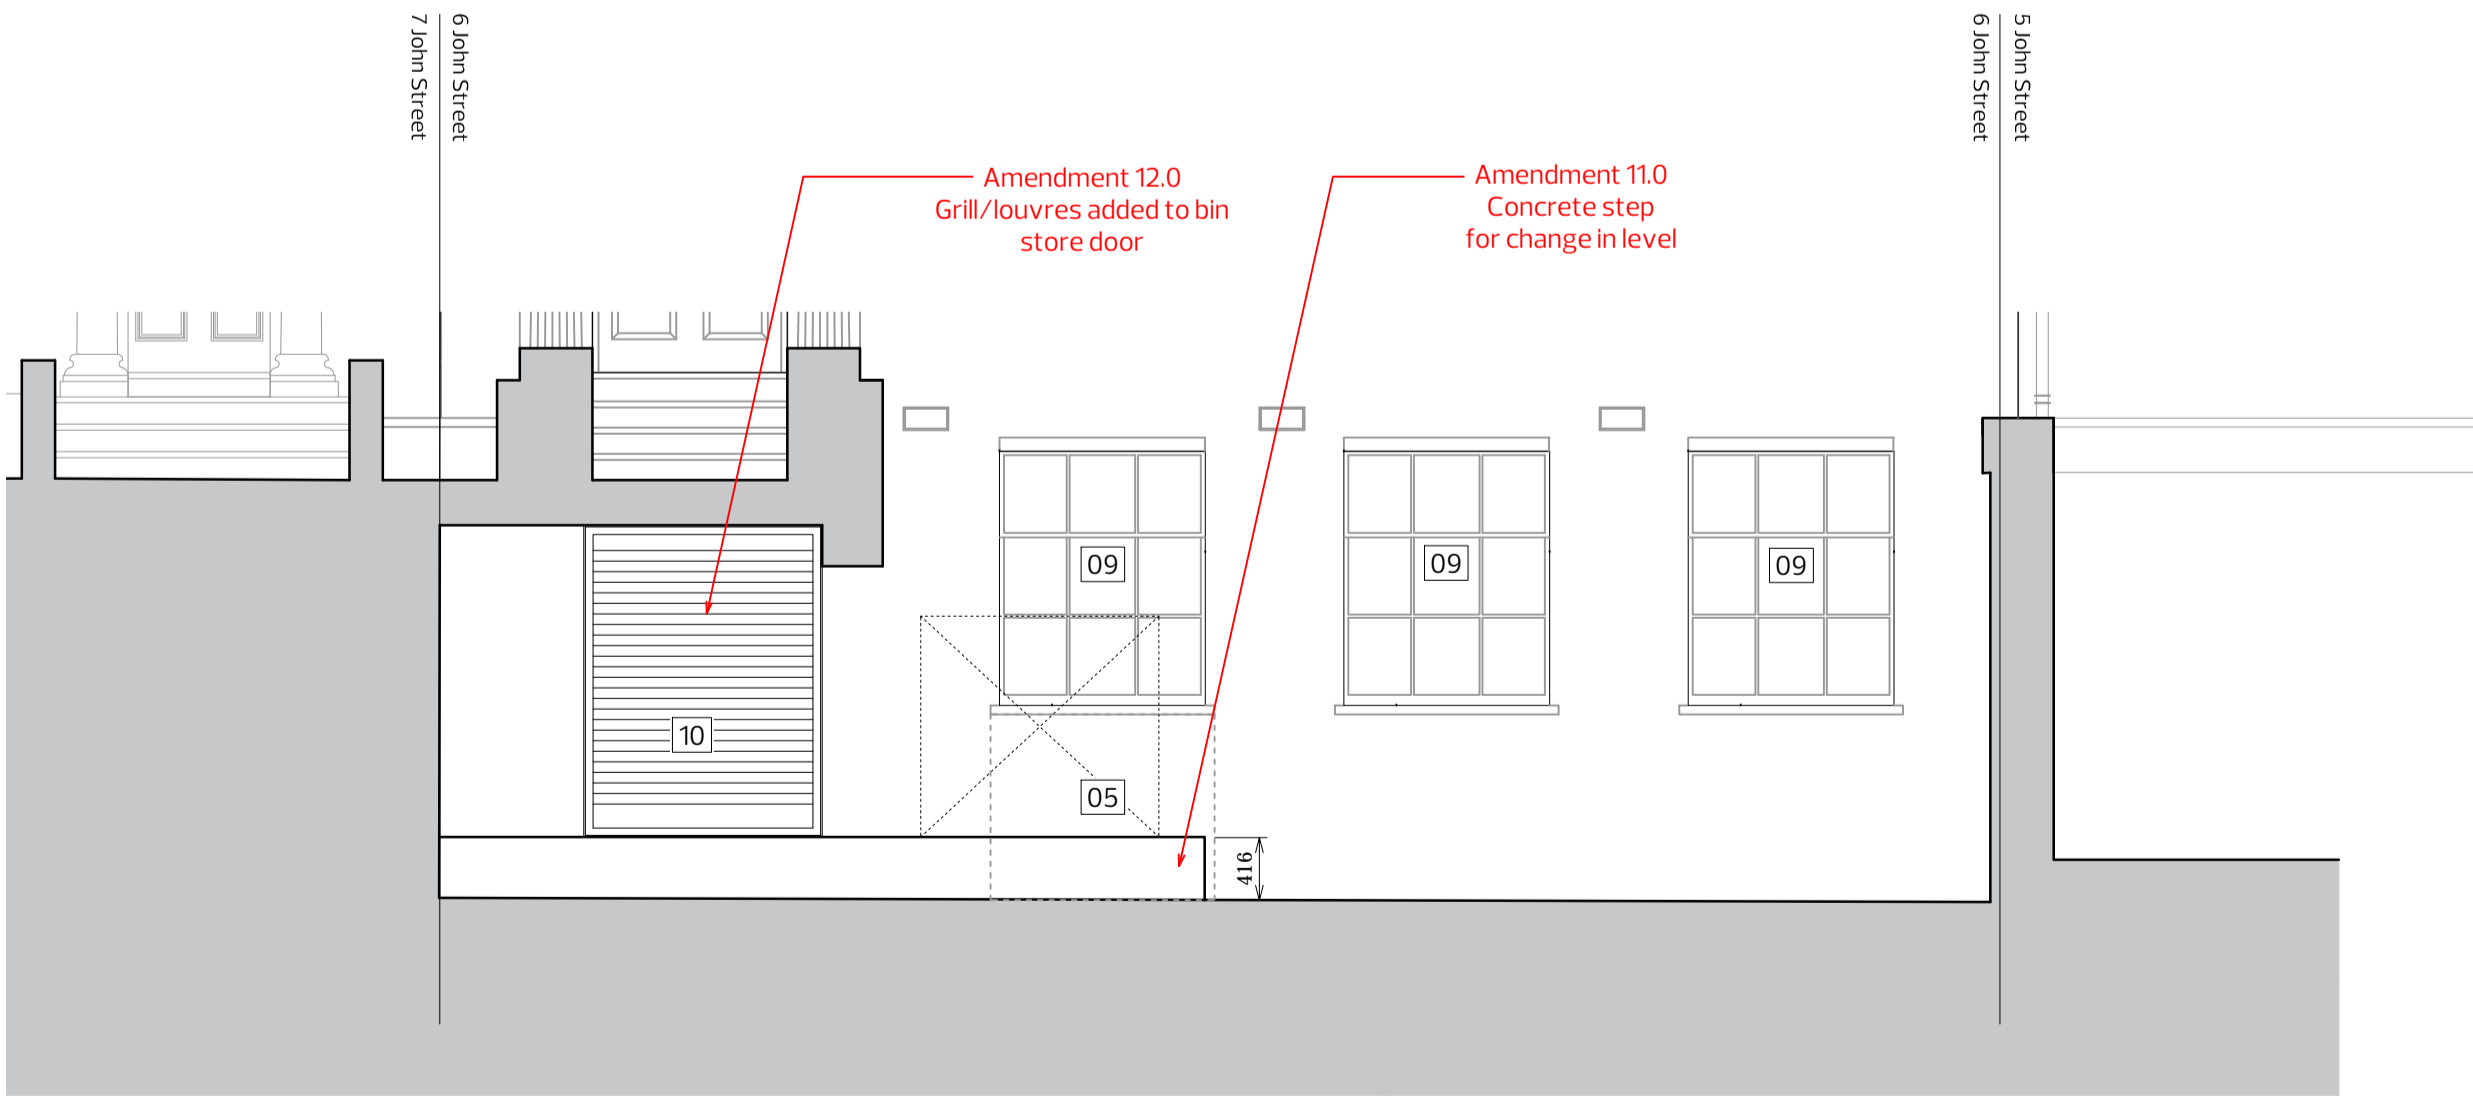 7 John Street
6 John Street
6 John Street
5 John Street
Amendment 12.0
Grill/louvres added to bin
store door
Amendment 11.0
Concrete step
for change in level
09
09
09
10
05
416